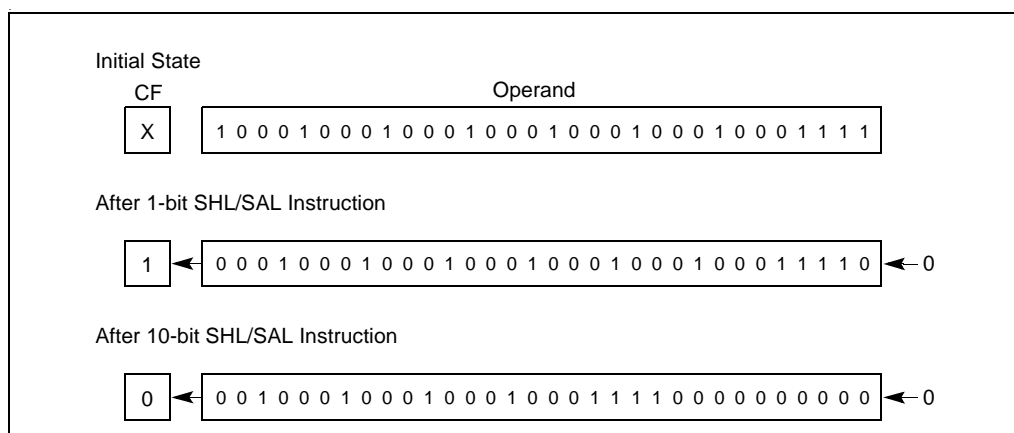 Initial State
CF Operand
X 1 0 0 0 1 0 0 0 1 0 0 0 1 0 0 0 1 0 0 0 1 0 0 0 1 0 0 0 1 1 1 1
After 1-bit SHL/SAL Instruction
1 0 0 0 1 0 0 0 1 0 0 0 1 0 0 0 1 0 0 0 1 0 0 0 1 0 0 0 1 1 1 1 0 0
After 10-bit SHL/SAL Instruction
0 0 0 1 0 0 0 1 0 0 0 1 0 0 0 1 0 0 0 1 1 1 1 0 0 0 0 0 0 0 0 0 0 0